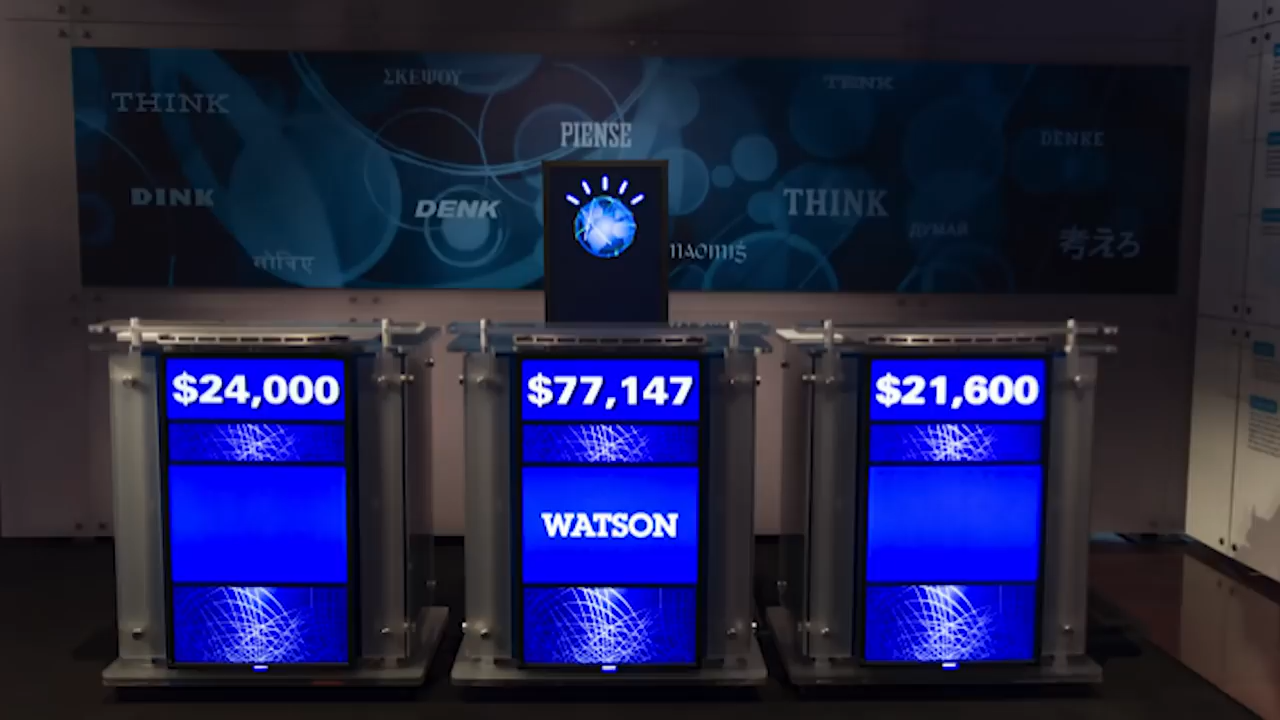 ΣΚΕΨΟΥ
THINK
TENK
PIENSE
DENKE
DINK
DENK
THINK
ДУМАЙ
考えろ
सोचिए
$24,000
$77,147
$21,600
WATSON